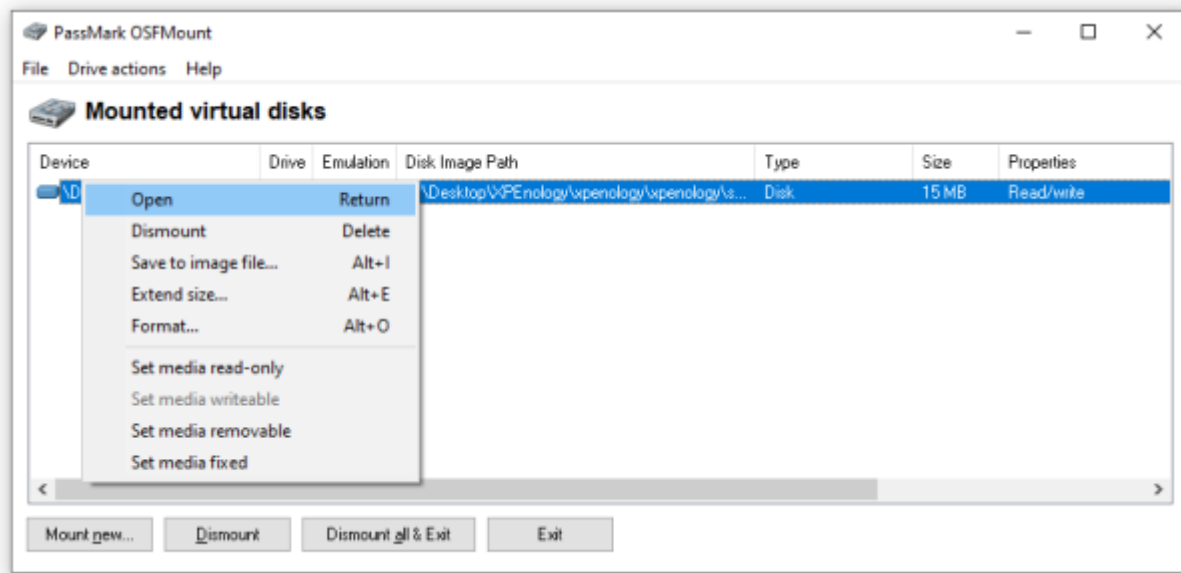 PassMark OSFMount
File Drive actions Help
Mounted virtual disks
Device Drive Emulation Disk Image Path Type Size Properties
\D \Desktop\XPEnology\xpenology\xpenology\s... Disk 15 MB Read/write
Open Return
Dismount Delete
Save to image file... Alt+I
Extend size... Alt+E
Format... Alt+O
Set media read-only
Set media writeable
Set media removable
Set media fixed
Mount new... Dismount Dismount all & Exit Exit